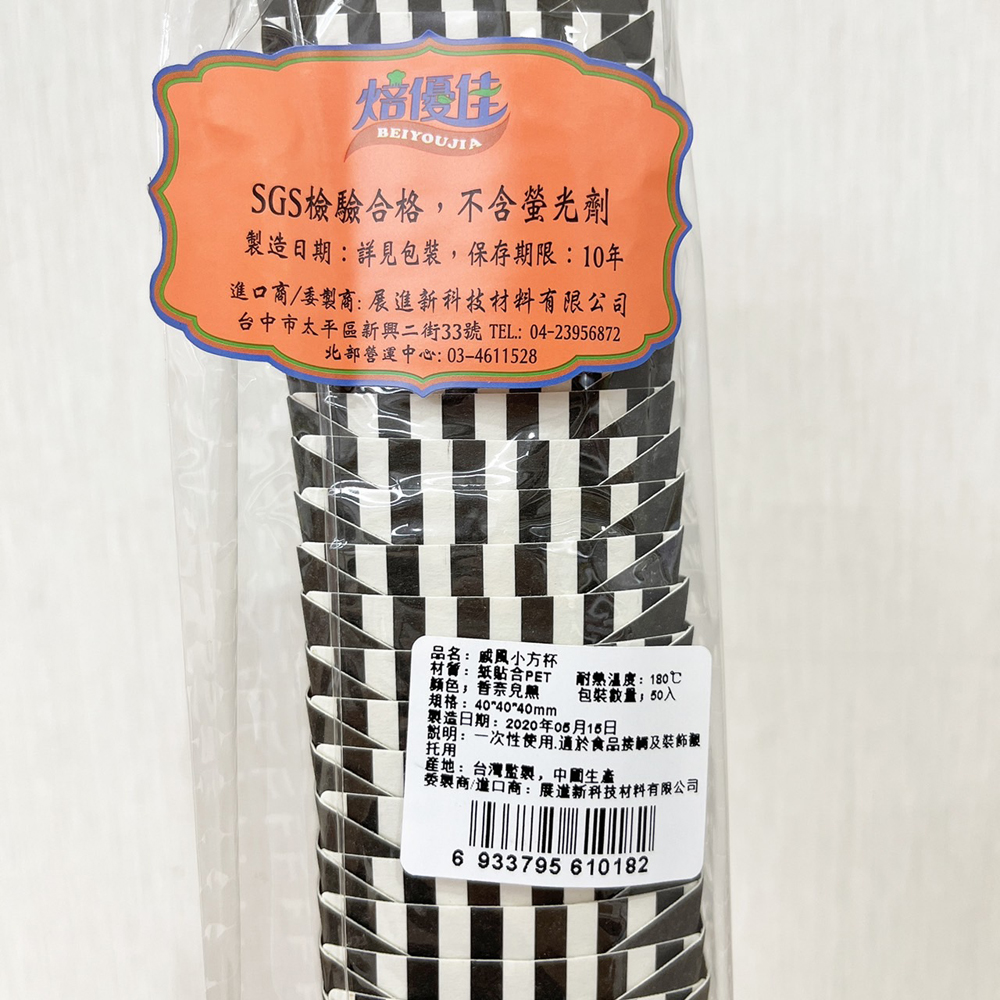 焙優佳
BEIYOUJIA
SGS檢驗合格，不含螢光劑
製造日期：詳見包裝，保存期限：10年
進口商/委製商: 展進新科技材料有限公司
台中市太平區新興二街33號 TEL.: 04-23956872
北部營運中心: 03-4611528
品名：戚風小方杯
材質：紙貼合PET 耐熱溫度：180℃
顏色；香奈兒黑 包裝數量；50入
規格：40*40*40mm
製造日期：2020年05月15日
說明：一次性使用.適於食品接觸及裝飾襯
托用
產地：台灣監製，中國生產
委製商/進口商：展進新科技材料有限公司
6 933795 610182